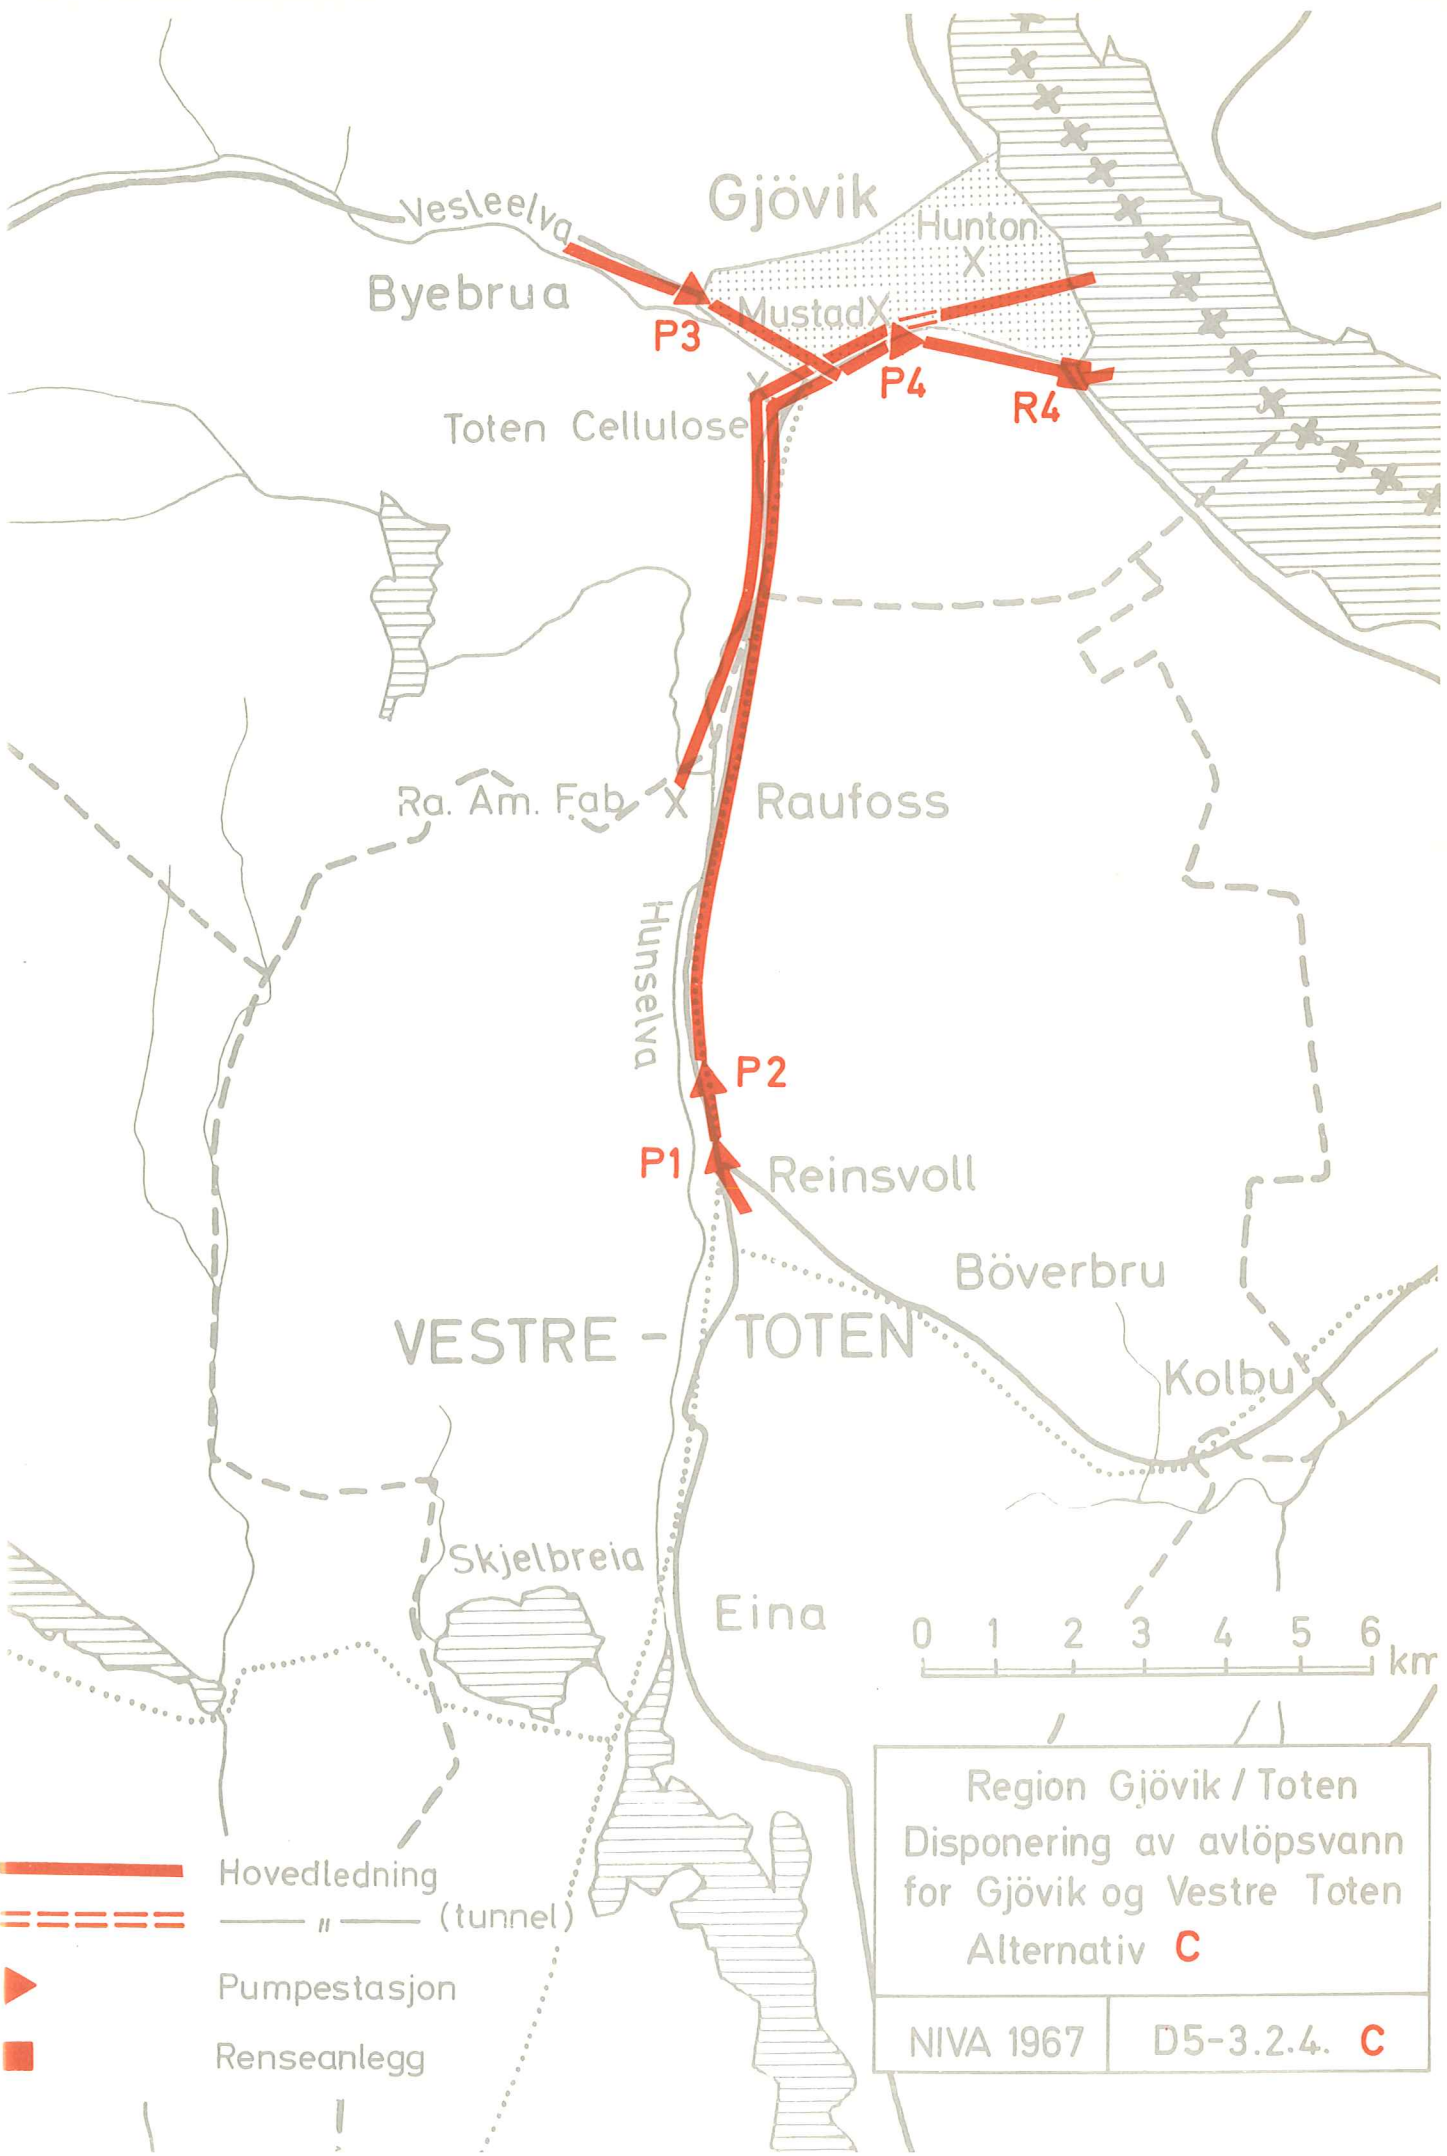 Gjövik
Vesleelva
Hunton
X
Byebrua
MustadX
P3
P4
R4
X
Toten Cellulose
Ra. Am. Fab. X
Raufoss
Hunselva
P2
P1
Reinsvoll
Böverbru
VESTRE - TOTEN
Kolbu
Skjelbreia
Eina
0 1 2 3 4 5 6 km
Region Gjövik / Toten
Disponering av avlöpsvann
for Gjövik og Vestre Toten
Alternativ C
NIVA 1967
D5-3.2.4. C
Hovedledning
—— " —— (tunnel)
Pumpestasjon
Renseanlegg